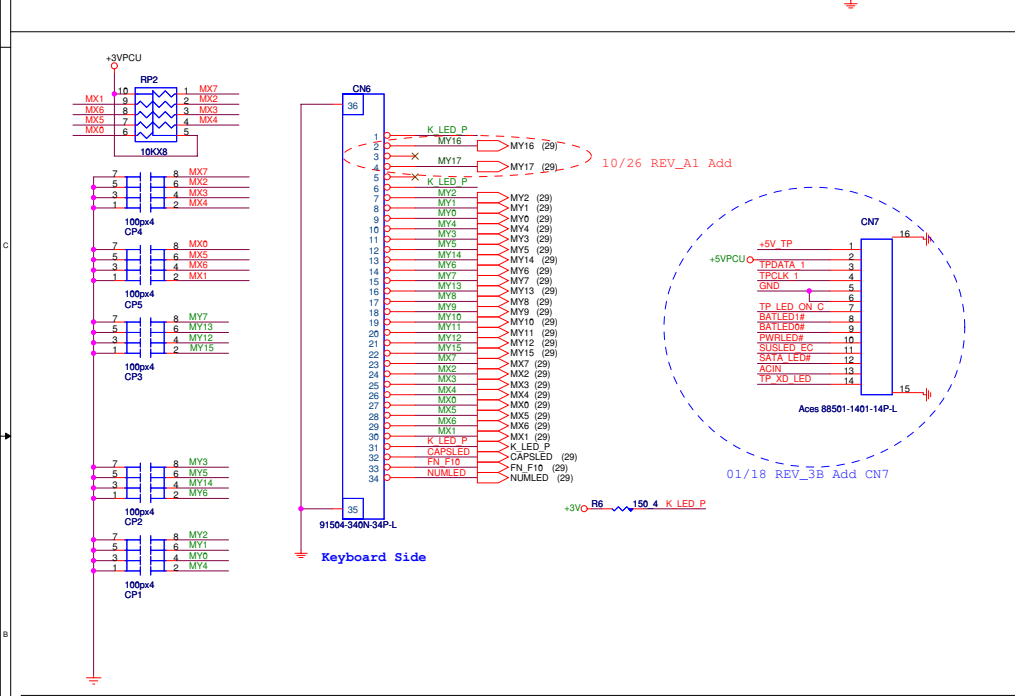 +3VPCU
RP2
10 1 MX7
MX1 9 2 MX2
MX6 8 3 MX3
MX5 7 4 MX4
MX0 6 5
10KX8
7 8 MX7
5 6 MX2
3 4 MX3
1 2 MX4
100px4
CP4
7 8 MX0
5 6 MX5
3 4 MX6
1 2 MX1
100px4
CP5
7 8 MY7
5 6 MY13
3 4 MY12
1 2 MY15
100px4
CP3
7 8 MY3
5 6 MY5
3 4 MY14
1 2 MY6
100px4
CP2
7 8 MY2
5 6 MY1
3 4 MY0
1 2 MY4
100px4
CP1
CN6
36
1 K_LED_P
2 MY16 MY16 (29)
3
4 MY17 MY17 (29)
5
6 K_LED_P
7 MY2 MY2 (29)
8 MY1 MY1 (29)
9 MY0 MY0 (29)
10 MY4 MY4 (29)
11 MY3 MY3 (29)
12 MY5 MY5 (29)
13 MY14 MY14 (29)
14 MY6 MY6 (29)
15 MY7 MY7 (29)
16 MY13 MY13 (29)
17 MY8 MY8 (29)
18 MY9 MY9 (29)
19 MY10 MY10 (29)
20 MY11 MY11 (29)
21 MY12 MY12 (29)
22 MY15 MY15 (29)
23 MX7 MX7 (29)
24 MX2 MX2 (29)
25 MX3 MX3 (29)
26 MX4 MX4 (29)
27 MX0 MX0 (29)
28 MX5 MX5 (29)
29 MX6 MX6 (29)
30 MX1 MX1 (29)
31 K_LED_P K_LED_P
32 CAPSLED CAPSLED (29)
33 FN_F10 FN_F10 (29)
34 NUMLED NUMLED (29)
35
91504-340N-34P-L
Keyboard Side
10/26 REV_A1 Add
+3V R6 150_4 K_LED_P
CN7
16
+5V_TP 1
+5VPCU 2
TPDATA_1 3
TPCLK_1 4
GND 5
6
TP_LED_ON_C 7
BATLED1# 8
BATLED0# 9
PWRLED# 10
SUSLED_EC 11
SATA_LED# 12
ACIN 13
TP_XD_LED 14
15
Aces 88501-1401-14P-L
01/18 REV_3B Add CN7
C
B